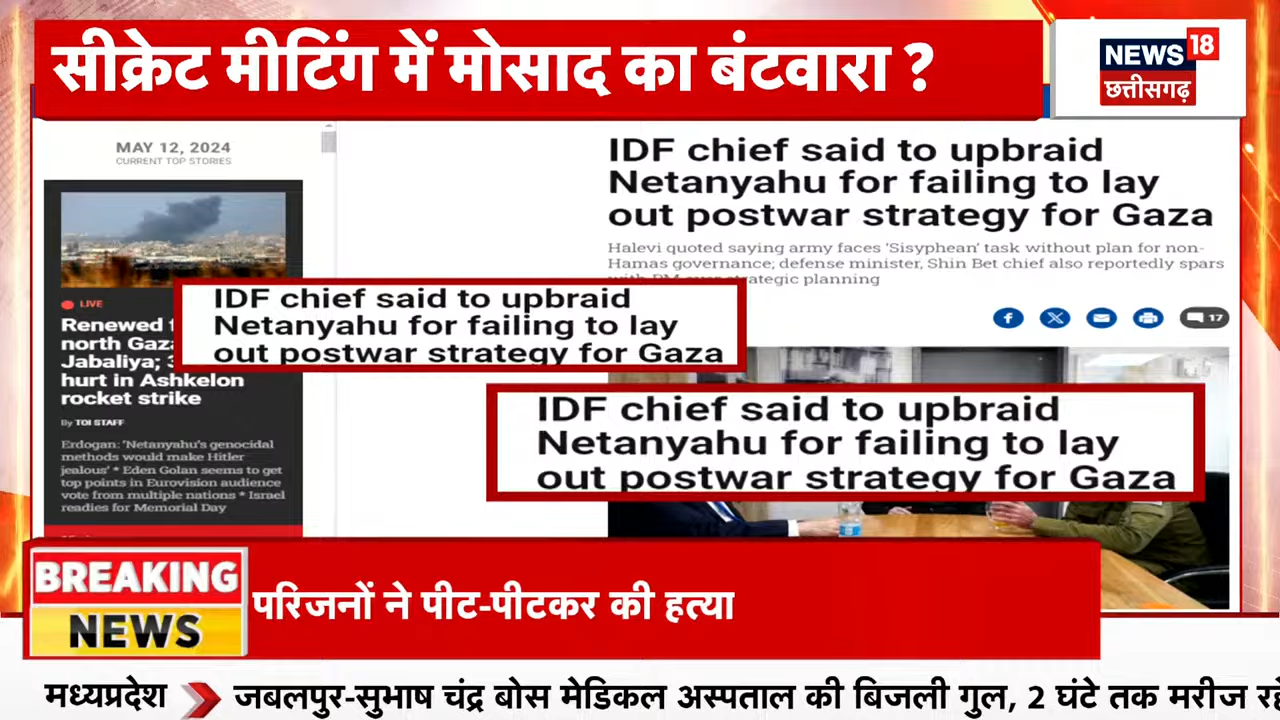 सीक्रेट मीटिंग में मोसाद का बंटवारा ?
NEWS 18
छत्तीसगढ़
MAY 12, 2024
CURRENT TOP STORIES
LIVE
Renewed f
north Gaza
Jabaliya; 3
hurt in Ashkelon
rocket strike
By TOI STAFF
Erdogan: 'Netanyahu's genocidal
methods would make Hitler
jealous' * Eden Golan seems to get
top points in Eurovision audience
vote from multiple nations * Israel
readies for Memorial Day
IDF chief said to upbraid
Netanyahu for failing to lay
out postwar strategy for Gaza
Halevi quoted saying army faces 'Sisyphean' task without plan for non-
Hamas governance; defense minister, Shin Bet chief also reportedly spars
with PM over strategic planning
17
IDF chief said to upbraid
Netanyahu for failing to lay
out postwar strategy for Gaza
IDF chief said to upbraid
Netanyahu for failing to lay
out postwar strategy for Gaza
BREAKING
NEWS
परिजनों ने पीट-पीटकर की हत्या
मध्यप्रदेश
जबलपुर-सुभाष चंद्र बोस मेडिकल अस्पताल की बिजली गुल, 2 घंटे तक मरीज रहे